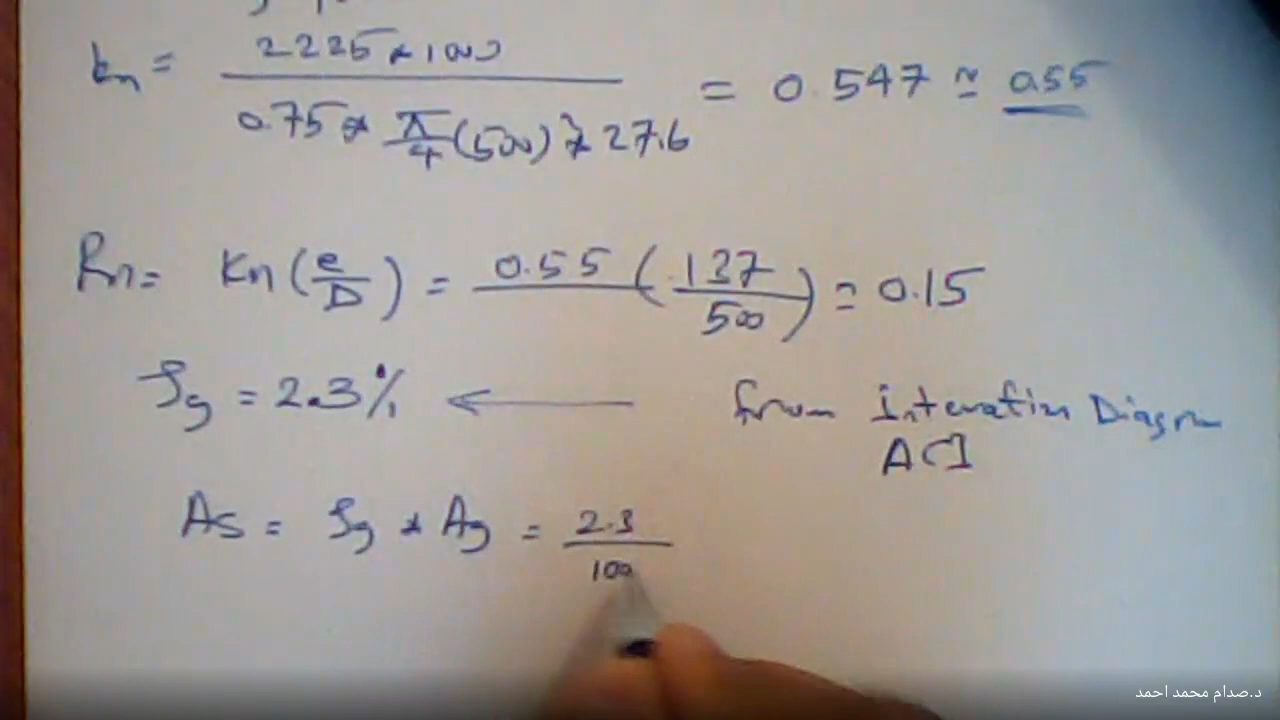 kn = 2225 * 1000 / 0.75 * π/4 (500)² * 27.6 = 0.547 ≃ 0.55
Rn = Kn (e/D) = 0.55 (137/500) = 0.15
ρg = 2.3% ← from Interation Diagram
ACI
As = ρg * Ag = 2.3/100
د.صدام محمد احمد